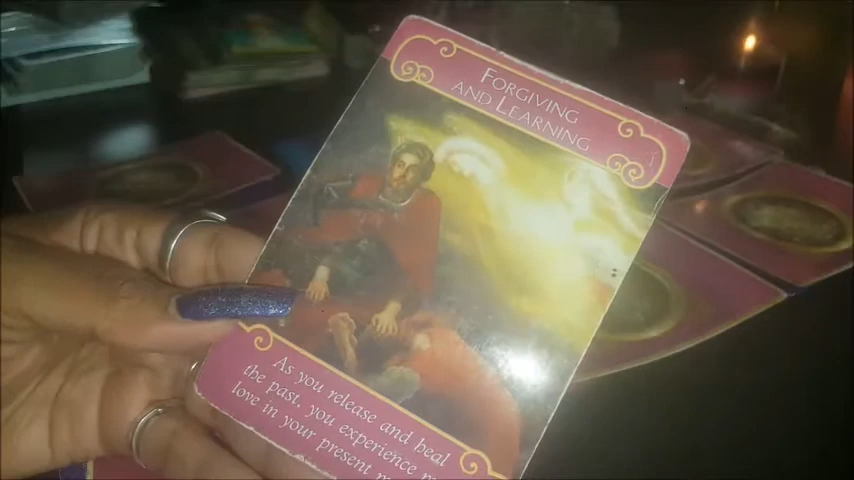 FORGIVING
AND LEARNING
As you release and heal
the past, you experience
love in your present